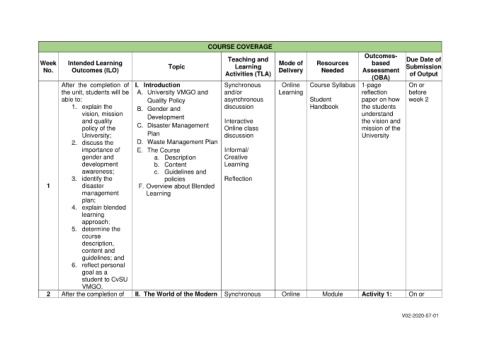 COURSE COVERAGE
Week No.
Intended Learning Outcomes (ILO)
Topic
Teaching and Learning Activities (TLA)
Mode of Delivery
Resources Needed
Outcomes-based Assessment (OBA)
Due Date of Submission of Output
1
After the completion of
the unit, students will be
able to:
1. explain the
vision, mission
and quality
policy of the
University;
2. discuss the
importance of
gender and
development
awareness;
3. identify the
disaster
management
plan;
4. explain blended
learning
approach;
5. determine the
course
description,
content and
guidelines; and
6. reflect personal
goal as a
student to CvSU
VMGO.
I. Introduction
A. University VMGO and
Quality Policy
B. Gender and
Development
C. Disaster Management
Plan
D. Waste Management Plan
E. The Course
a. Description
b. Content
c. Guidelines and
policies
F. Overview about Blended
Learning
Synchronous
and/or
asynchronous
discussion
Interactive
Online class
discussion
Informal/
Creative
Learning
Reflection
Online
Learning
Course Syllabus
Student
Handbook
1-page
reflection
paper on how
the students
understand
the vision and
mission of the
University
On or
before
week 2
2
After the completion of
II. The World of the Modern
Synchronous
Online
Module
Activity 1:
On or
V02-2020-07-01